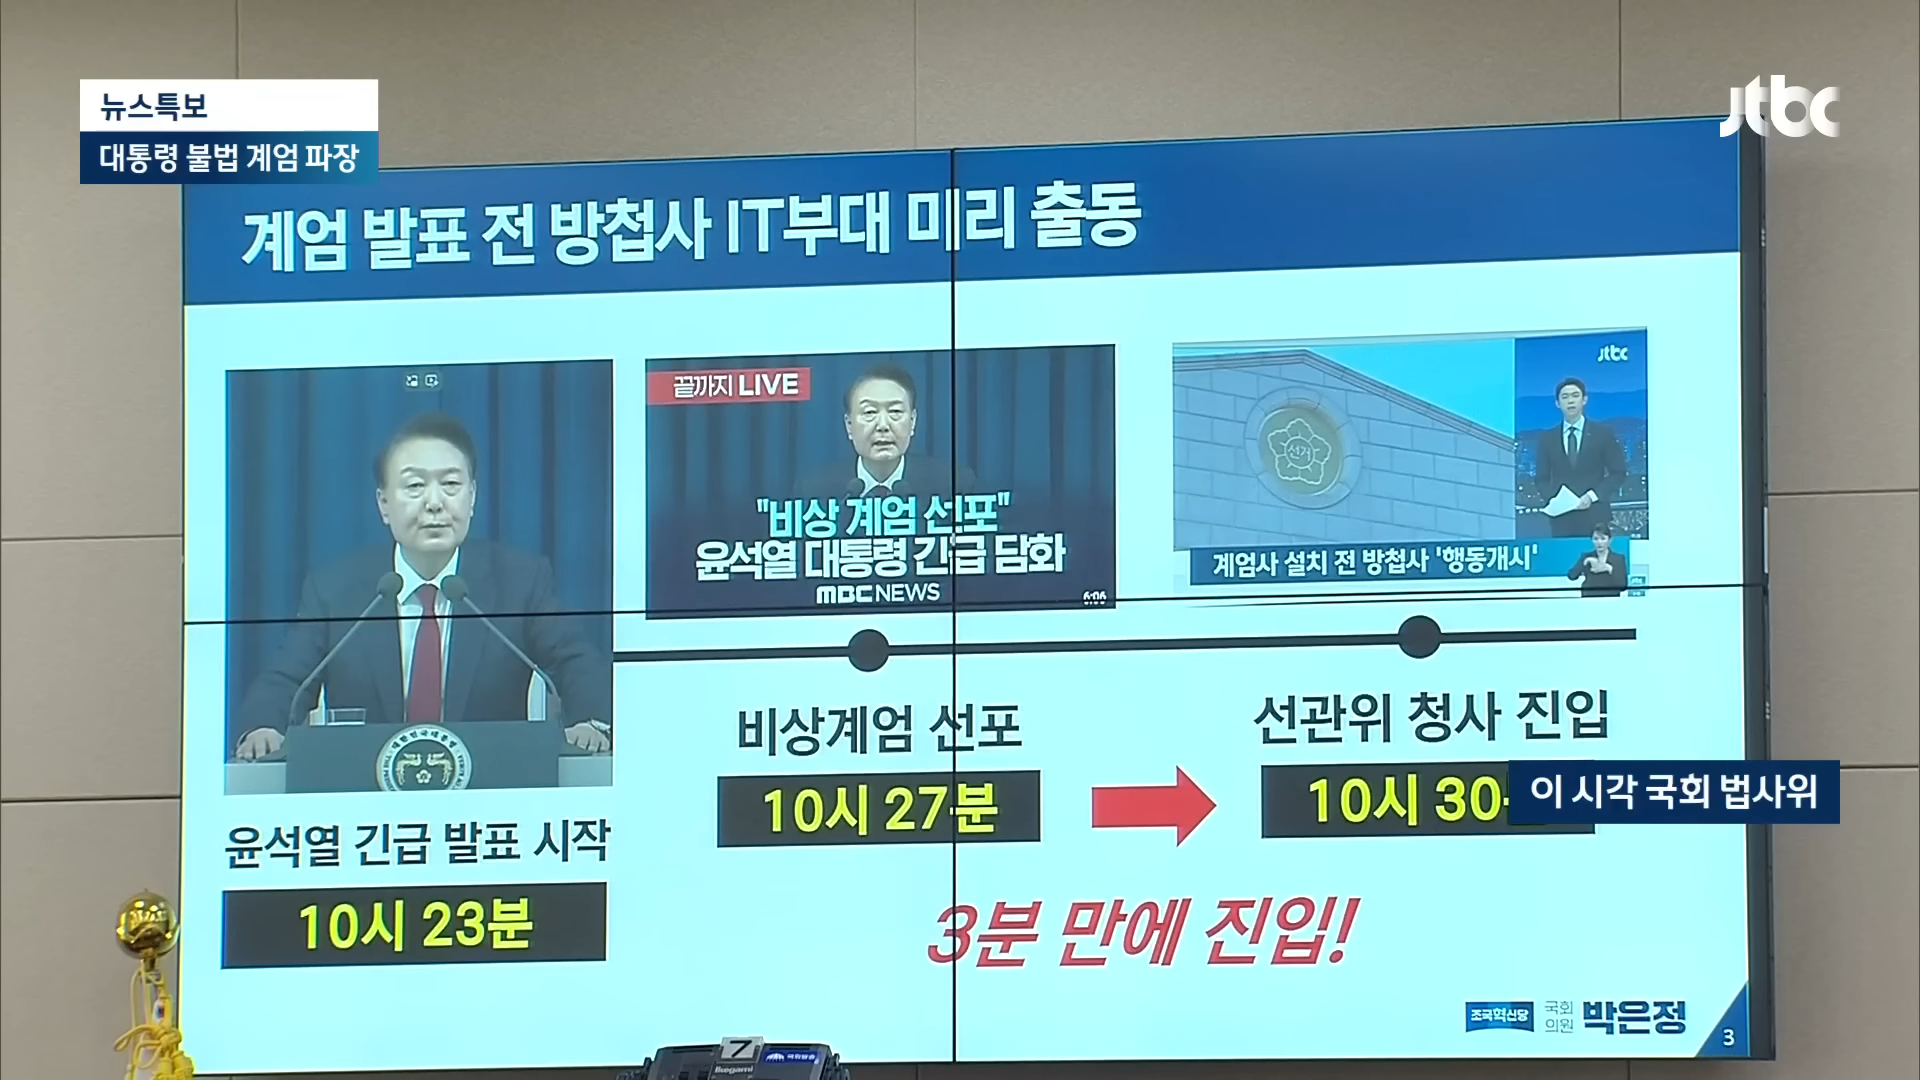 뉴스특보
대통령 불법 계엄 파장
jtbc
계엄 발표 전 방첩사 IT부대 미리 출동
끝까지 LIVE
"비상 계엄 선포"
윤석열 대통령 긴급 담화
MBC NEWS
6:06
jtbc
선거
계엄사 설치 전 방첩사 '행동개시'
비상계엄 선포
10시 27분
선관위 청사 진입
10시 30
이 시각 국회 법사위
윤석열 긴급 발표 시작
10시 23분
3분 만에 진입!
조국혁신당
국회
의원
박은정
3
7
Ikegami